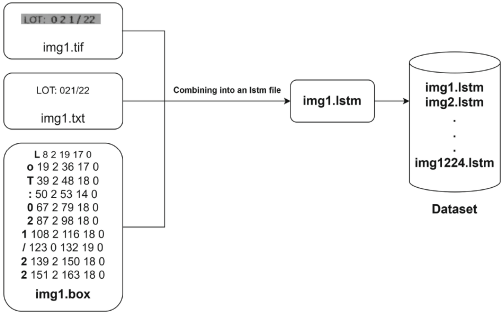 LOT: 0 2 1 / 22
img1.tif
LOT: 021/22
img1.txt
L 8 2 19 17 0
o 19 2 36 17 0
T 39 2 48 18 0
: 50 2 53 14 0
0 67 2 79 18 0
2 87 2 98 18 0
1 108 2 116 18 0
/ 123 0 132 19 0
2 139 2 150 18 0
2 151 2 163 18 0
img1.box
Combining into an lstm file
img1.lstm
img1.lstm
img2.lstm
.
.
.
img1224.lstm
Dataset